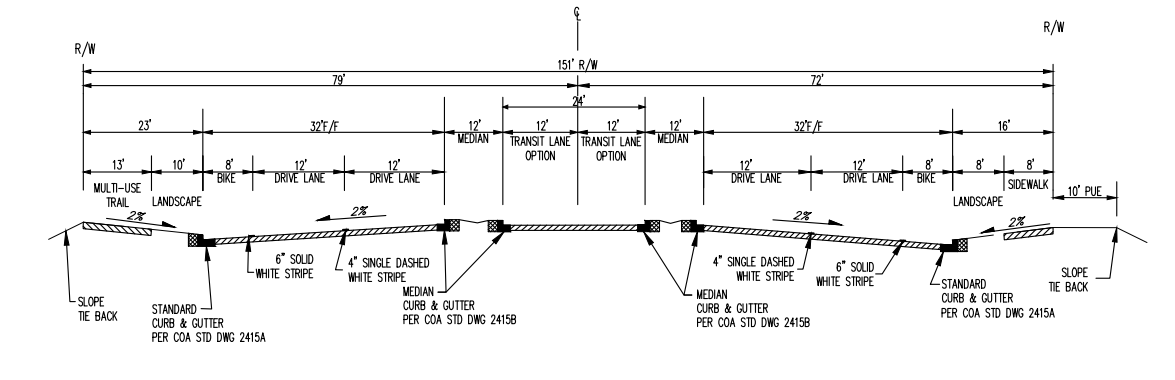 ℄
R/W
R/W
151' R/W
79'
72'
24'
23'
32'F/F
12'
MEDIAN
12'
TRANSIT LANE
OPTION
12'
TRANSIT LANE
OPTION
12'
MEDIAN
32'F/F
16'
13'
MULTI-USE
TRAIL
10'
LANDSCAPE
8'
BIKE
12'
DRIVE LANE
12'
DRIVE LANE
12'
DRIVE LANE
12'
DRIVE LANE
8'
BIKE
8'
LANDSCAPE
8'
SIDEWALK
10' PUE
2%
2%
2%
2%
6" SOLID
WHITE STRIPE
4" SINGLE DASHED
WHITE STRIPE
4" SINGLE DASHED
WHITE STRIPE
6" SOLID
WHITE STRIPE
SLOPE
TIE BACK
STANDARD
CURB & GUTTER
PER COA STD DWG 2415A
MEDIAN
CURB & GUTTER
PER COA STD DWG 2415B
MEDIAN
CURB & GUTTER
PER COA STD DWG 2415B
STANDARD
CURB & GUTTER
PER COA STD DWG 2415A
SLOPE
TIE BACK